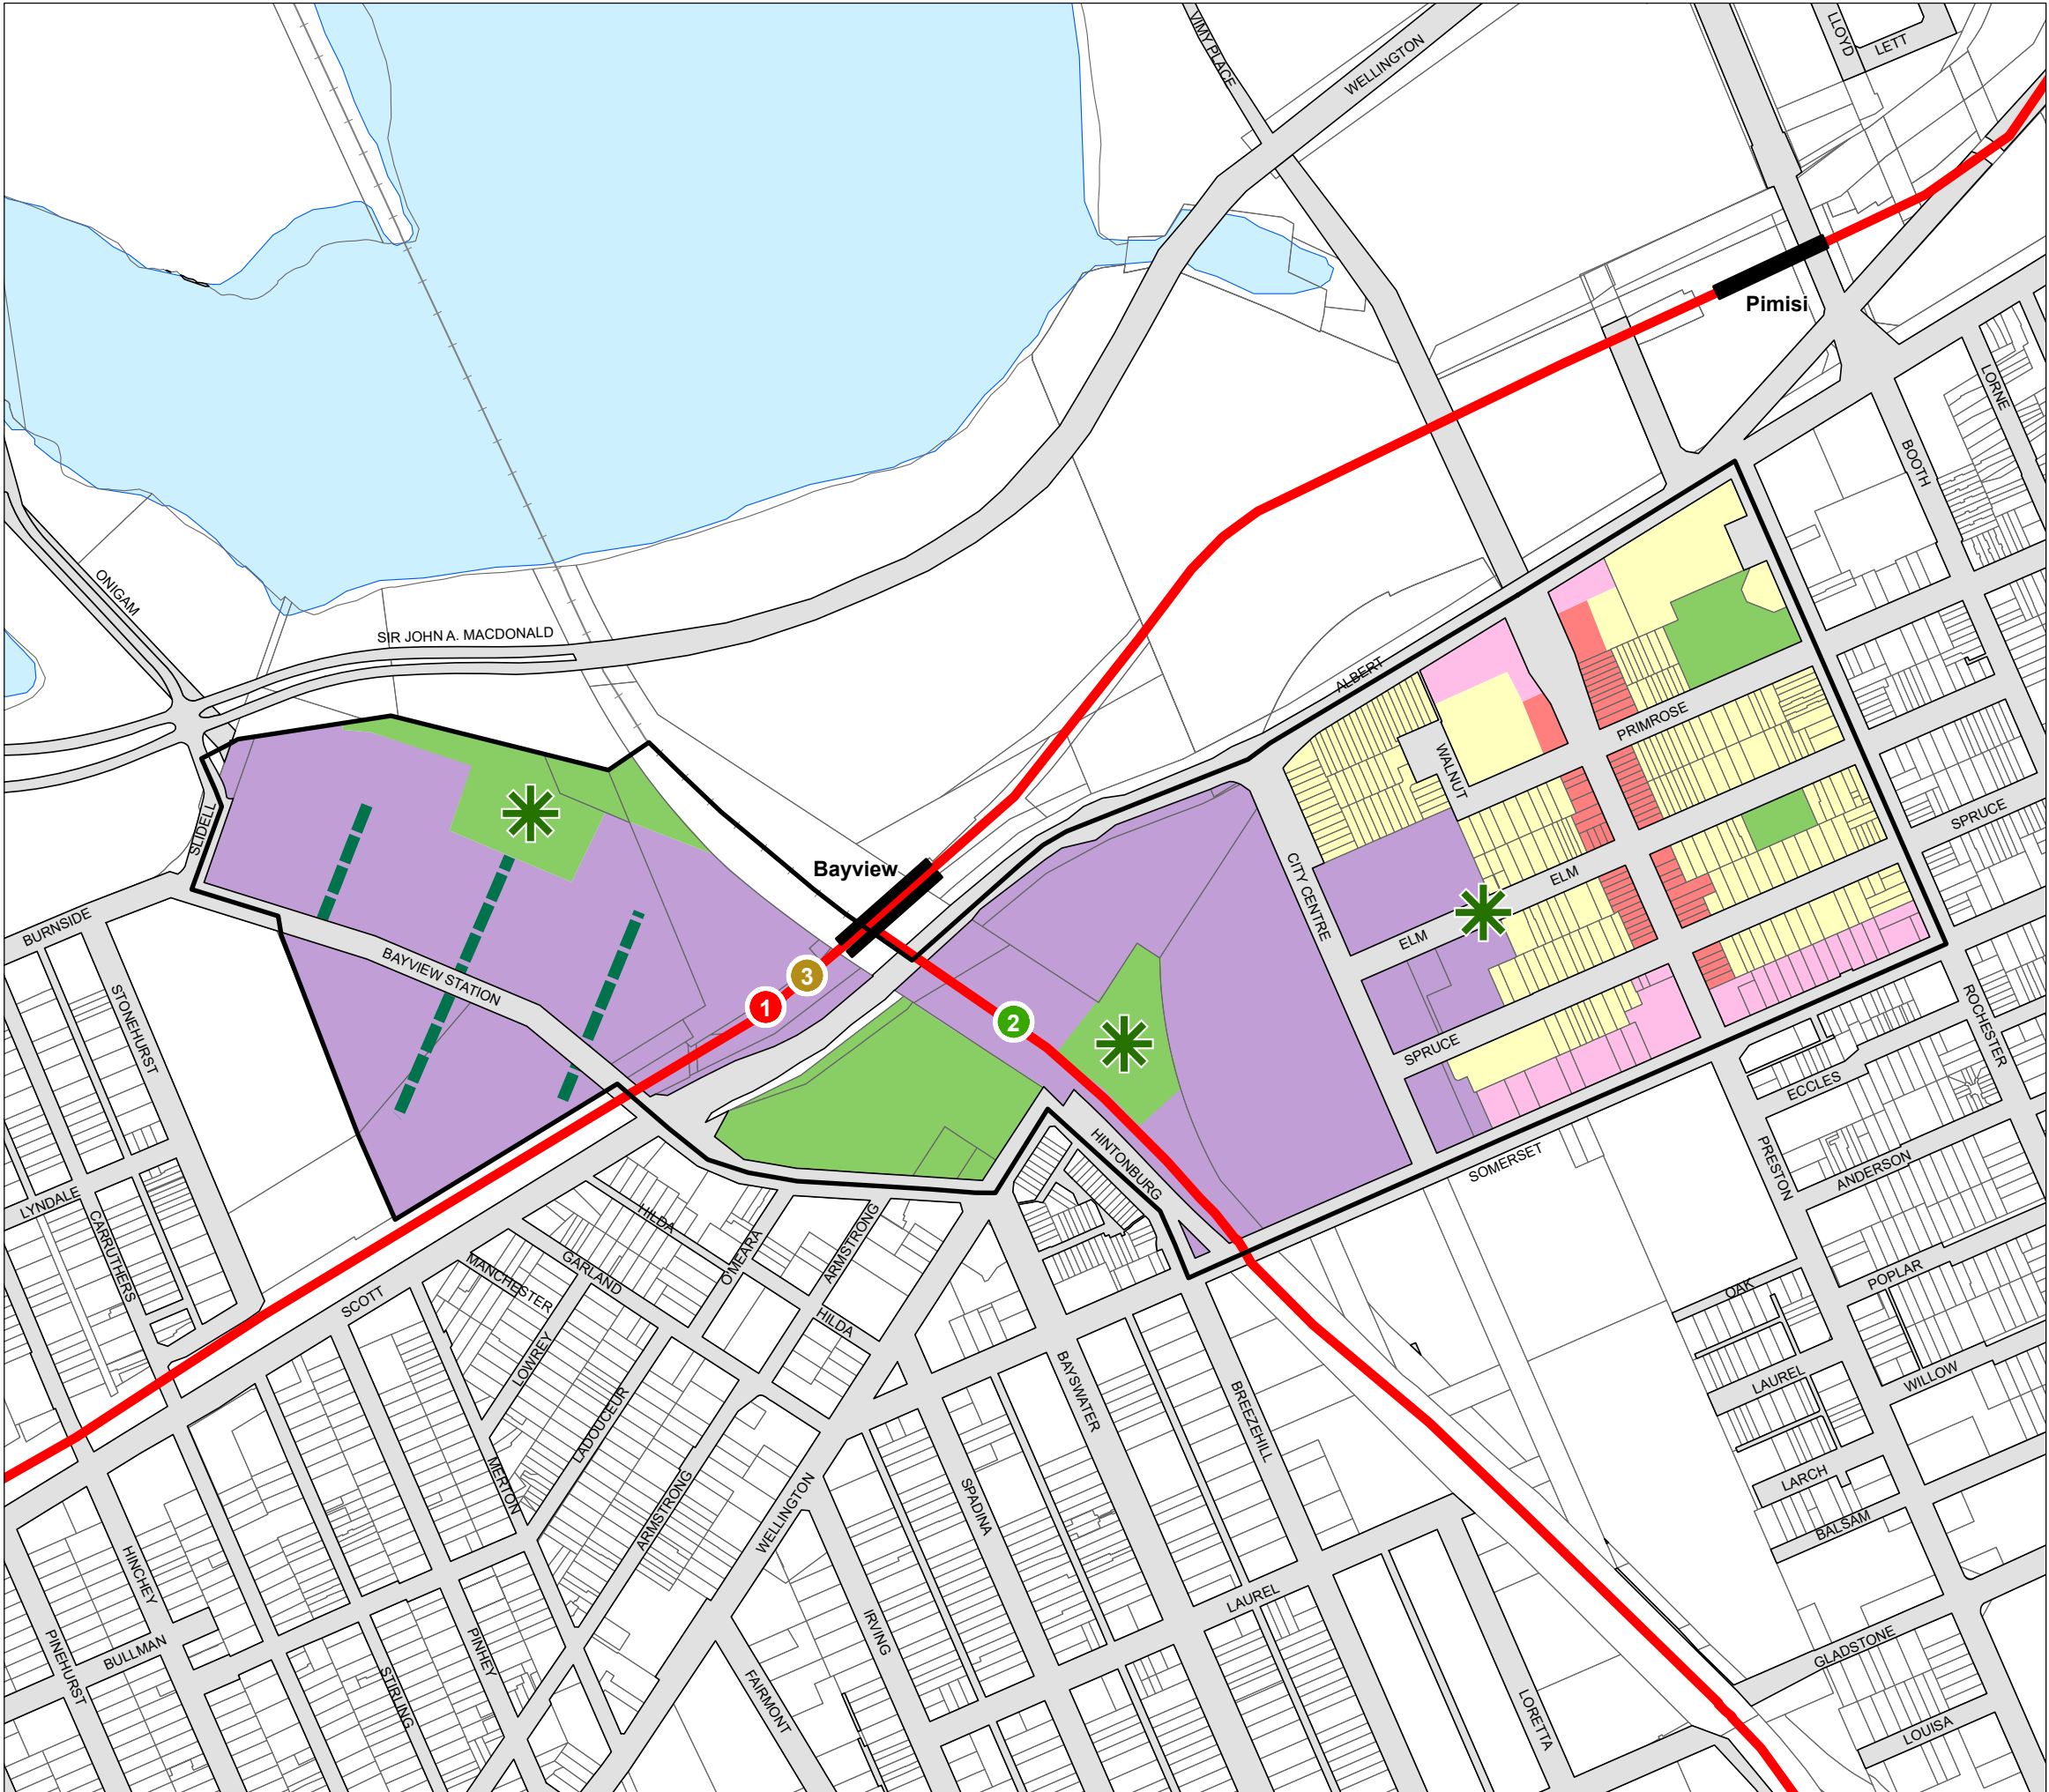 VIMY PLACE
WELLINGTON
LLOYD
LETT
Pimisi
LORNE
BOOTH
ONIGAM
SIR JOHN A. MACDONALD
ALBERT
PRIMROSE
WALNUT
SPRUCE
SLIDELL
Bayview
CITY CENTRE
ELM
ELM
BURNSIDE
BAYVIEW STATION
3
1
2
STONEHURST
SPRUCE
ROCHESTER
ECCLES
HINTONBURG
SOMERSET
PRESTON
ANDERSON
LYNDALE
CARRUTHERS
HILDA
O'MEARA
ARMSTRONG
GARLAND
MANCHESTER
SCOTT
HILDA
OAK
POPLAR
LOWREY
LADOUCEUR
BAYSWATER
BREEZEHILL
LAUREL
WILLOW
MERTON
ARMSTRONG
WELLINGTON
SPADINA
LARCH
BALSAM
HINCHEY
BULLMAN
PINEHURST
STIRLING
PINHEY
FAIRMONT
IRVING
LAUREL
LORETTA
GLADSTONE
LOUISA